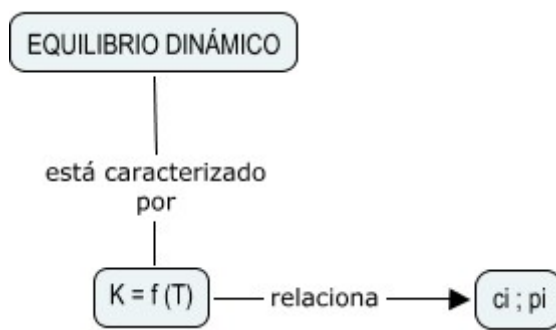 EQUILIBRIO DINÁMICO
está caracterizado
por
K = f (T) relaciona ci ; pi